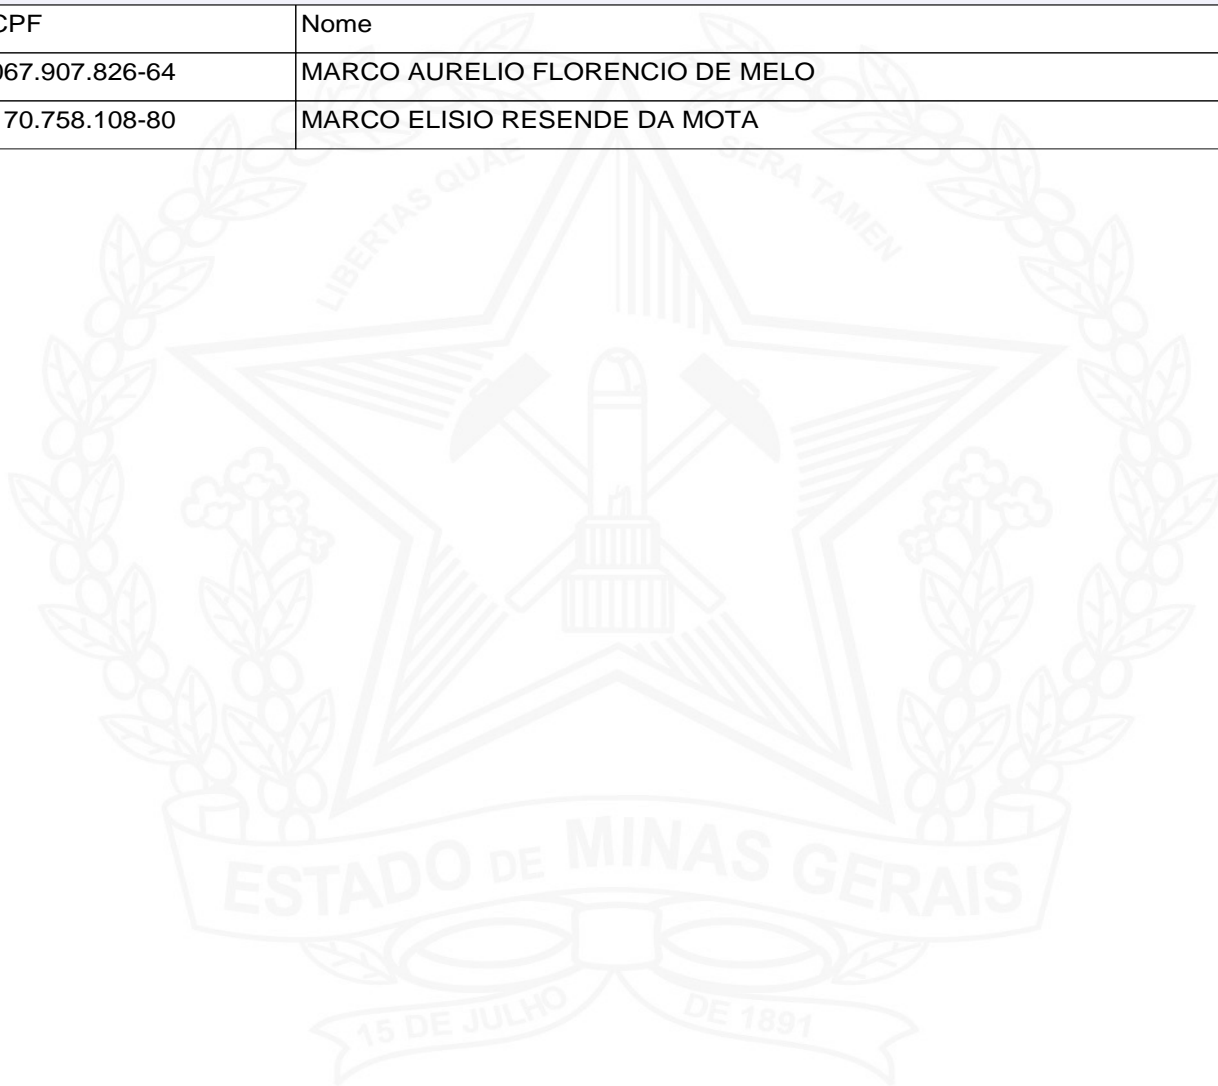 CPF Nome
067.907.826-64 MARCO AURELIO FLORENCIO DE MELO
70.758.108-80 MARCO ELISIO RESENDE DA MOTA
LIBERTAS QUAE SERA TAMEN
ESTADO DE MINAS GERAIS
15 DE JULHO DE 1891